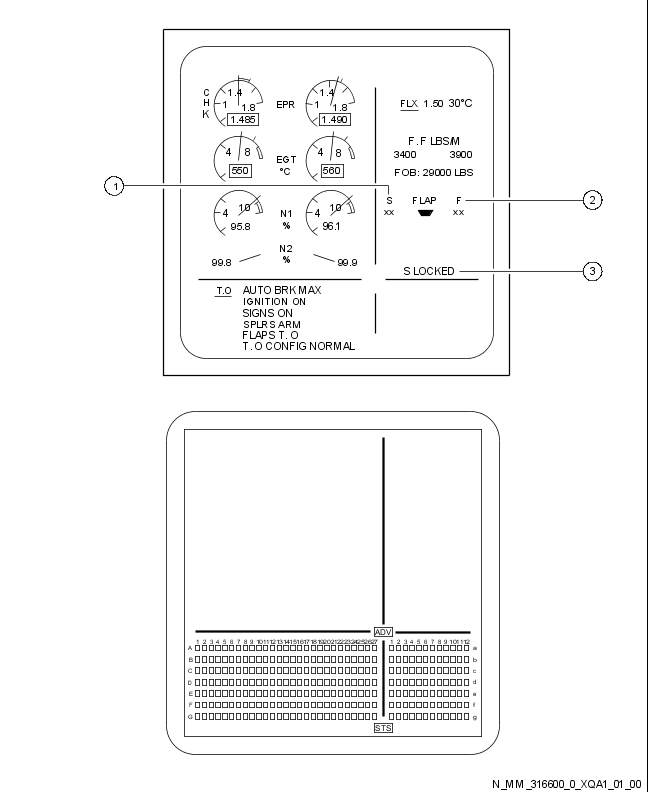 C H K
1 1.4 1.8 1.485 EPR 1 1.4 1.8 1.490
FLX 1.50 30°C
F.F LBS/M
3400 3900
FOB: 29000 LBS
4 8 550 EGT °C 4 8 560
1
S FLAP F
2
XX XX
4 10 95.8 N1 % 4 10 96.1
99.8 N2 % 99.9
S LOCKED
3
T.O AUTO BRK MAX
IGNITION ON
SIGNS ON
SPLRS ARM
FLAPS T.O
T.O CONFIG NORMAL
ADV
1 2 3 4 5 6 7 8 9 10 11 12 13 14 15 16 17 18 19 20 21 22 23 24 25 26 27 1 2 3 4 5 6 7 8 9 10 11 12
A a
B b
C c
D d
E e
F f
G g
STS
N_MM_316600_0_XQA1_01_00